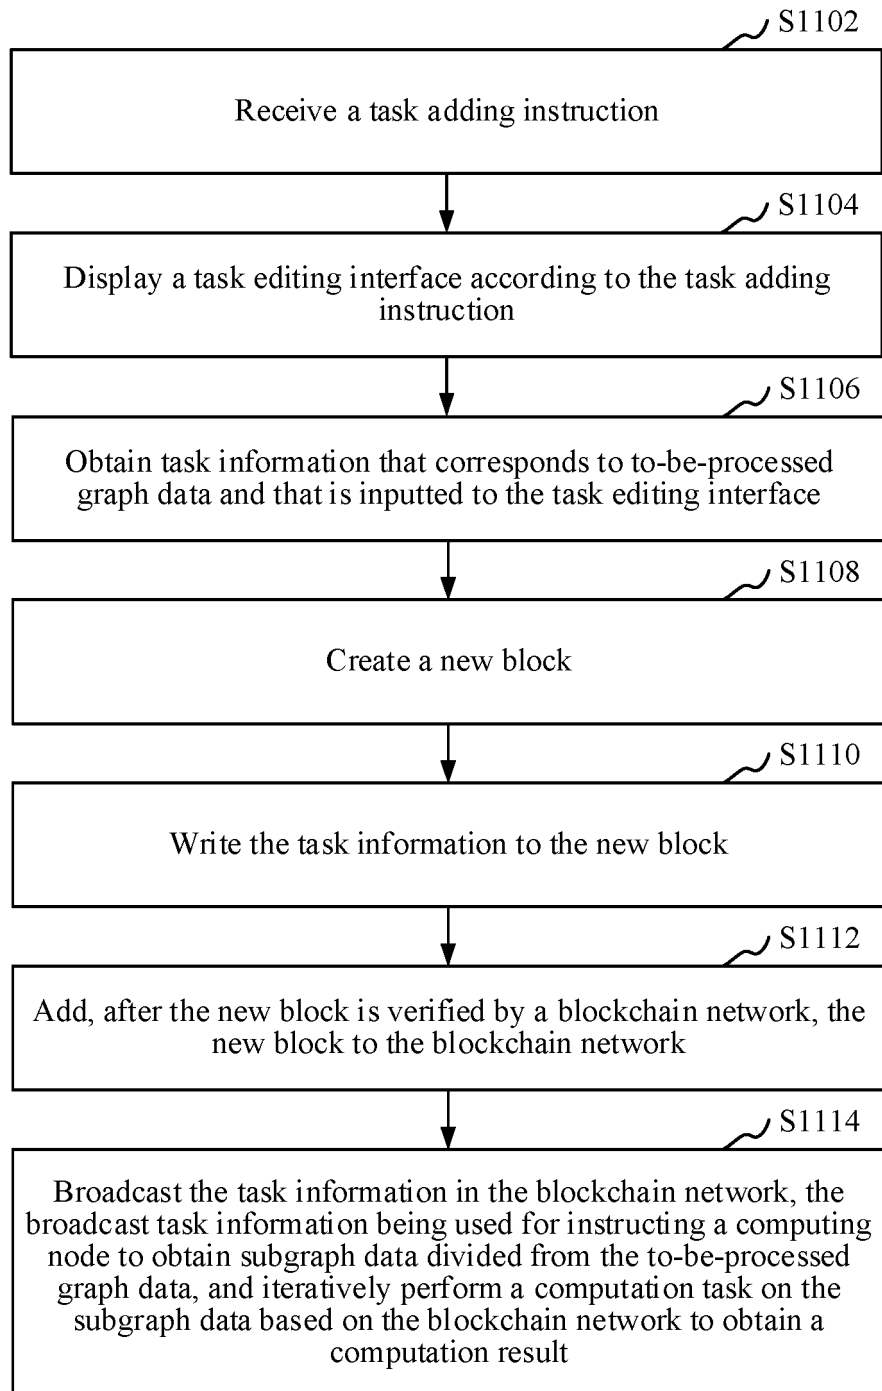 S1102
Receive a task adding instruction
S1104
Display a task editing interface according to the task adding
instruction
S1106
Obtain task information that corresponds to to-be-processed
graph data and that is inputted to the task editing interface
S1108
Create a new block
S1110
Write the task information to the new block
S1112
Add, after the new block is verified by a blockchain network, the
new block to the blockchain network
S1114
Broadcast the task information in the blockchain network, the
broadcast task information being used for instructing a computing
node to obtain subgraph data divided from the to-be-processed
graph data, and iteratively perform a computation task on the
subgraph data based on the blockchain network to obtain a
computation result